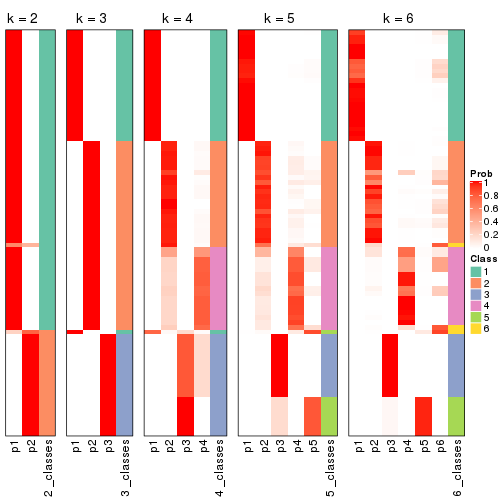 k = 2
k = 3
k = 4
k = 5
k = 6
p1
p2
2_classes
p1
p2
p3
3_classes
p1
p2
p3
p4
4_classes
p1
p2
p3
p4
p5
5_classes
p1
p2
p3
p4
p5
p6
6_classes
Prob
1
0.8
0.6
0.4
0.2
0
Class
1
2
3
4
5
6